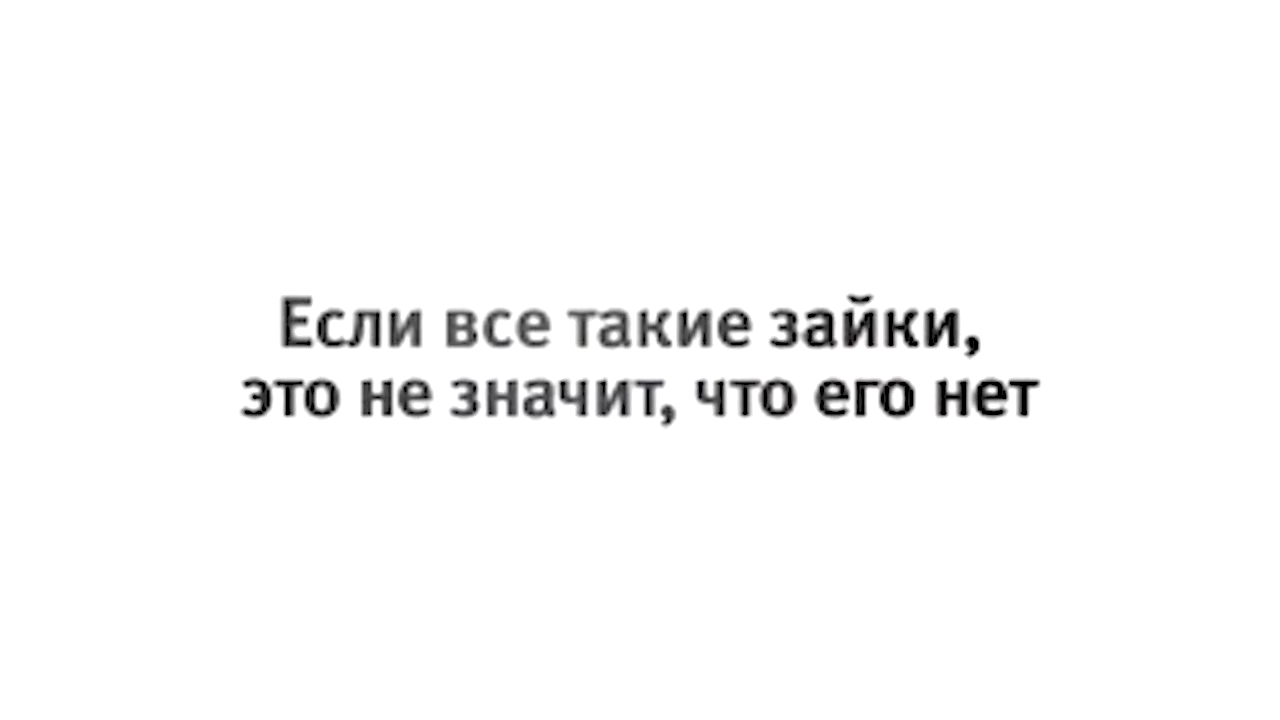 Если все такие зайки,
это не значит, что его нет